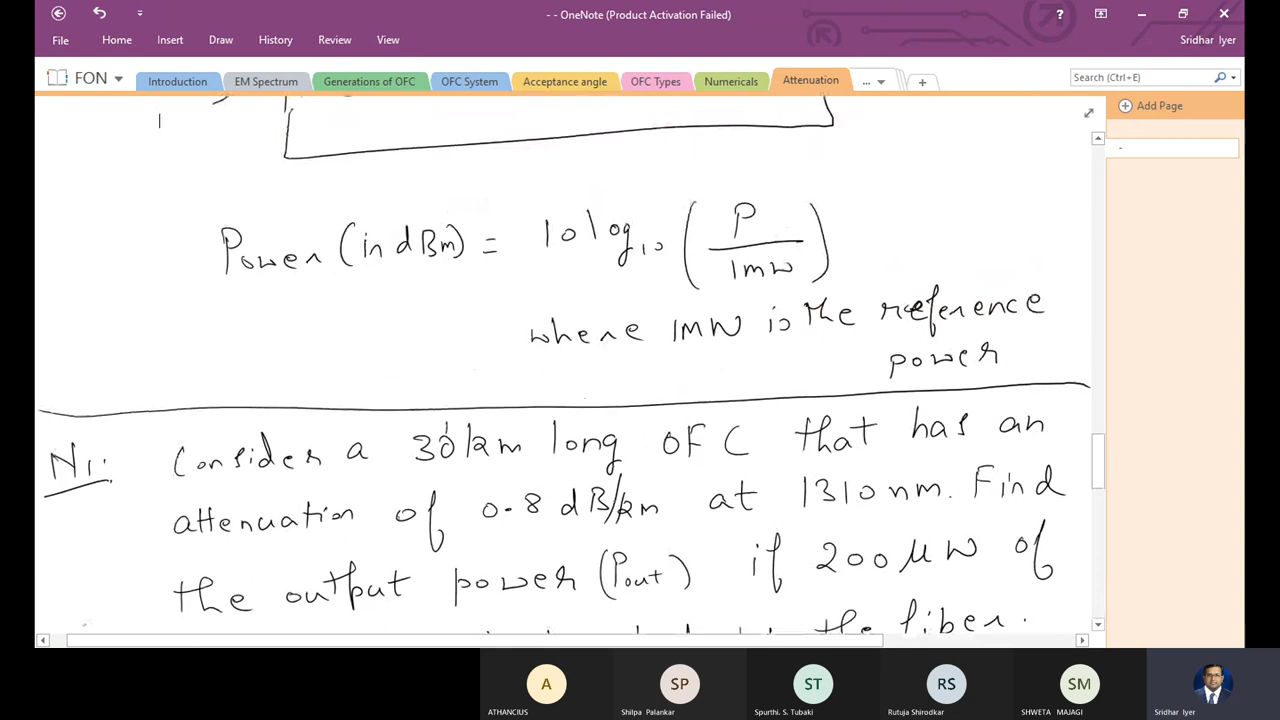 - - OneNote (Product Activation Failed)
File Home Insert Draw History Review View
Sridhar Iyer
FON
Introduction EM Spectrum Generations of OFC OFC System Acceptance angle OFC Types Numericals Attenuation ...
Search (Ctrl+E)
Add Page
-
Power (in dBm) = 10 log10 (P / 1mW)
where 1MW is the reference
power
N1: Consider a 30 km long OFC that has an
attenuation of 0.8 dB/km at 1310 nm. Find
the output power (Pout) if 200 μW of
the fiber.
A SP ST RS SM
ATHANCIUS Shilpa Palankar Spurthi. S. Tubaki Rutuja Shirodkar SHWETA MAJAGI Sridhar Iyer